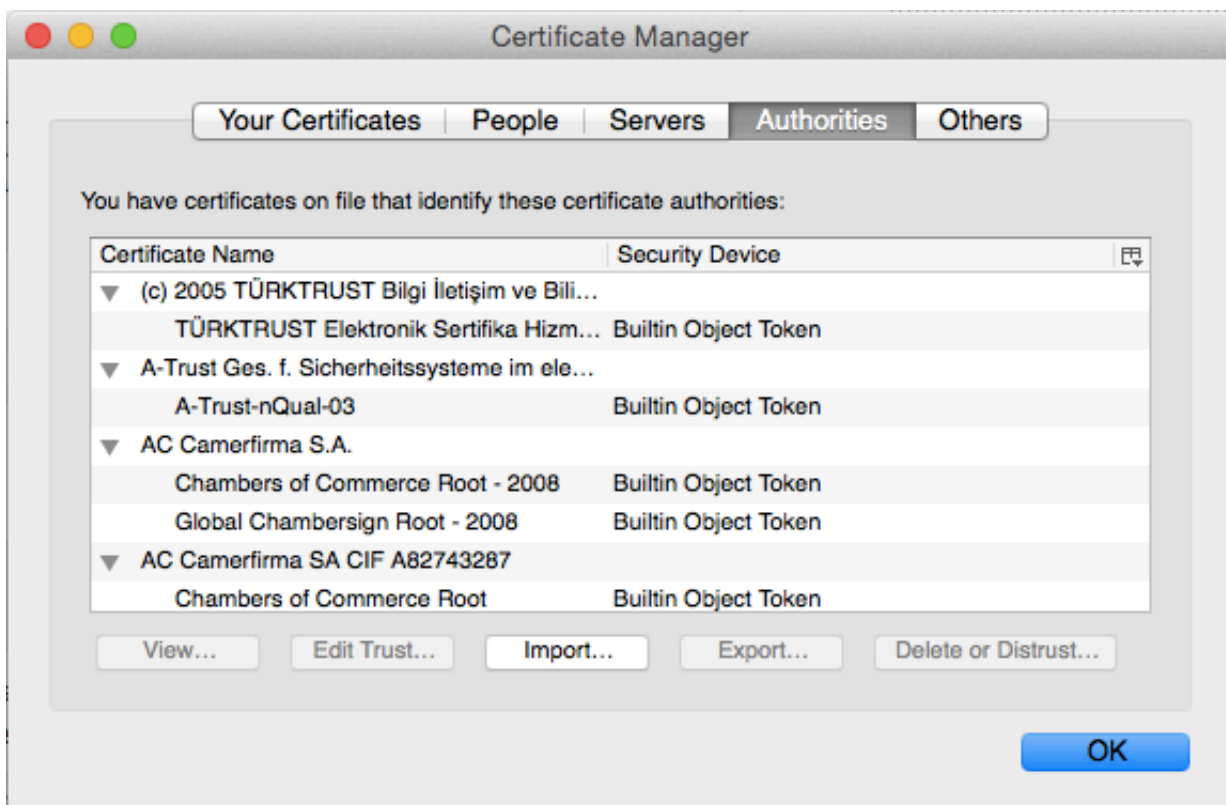 Certificate Manager
Your Certificates People Servers Authorities Others
You have certificates on file that identify these certificate authorities:
Certificate Name Security Device
(c) 2005 TÜRKTRUST Bilgi İletişim ve Bili...
TÜRKTRUST Elektronik Sertifika Hizm... Builtin Object Token
A-Trust Ges. f. Sicherheitssysteme im ele...
A-Trust-nQual-03 Builtin Object Token
AC Camerfirma S.A.
Chambers of Commerce Root - 2008 Builtin Object Token
Global Chambersign Root - 2008 Builtin Object Token
AC Camerfirma SA CIF A82743287
Chambers of Commerce Root Builtin Object Token
View... Edit Trust... Import... Export... Delete or Distrust...
OK